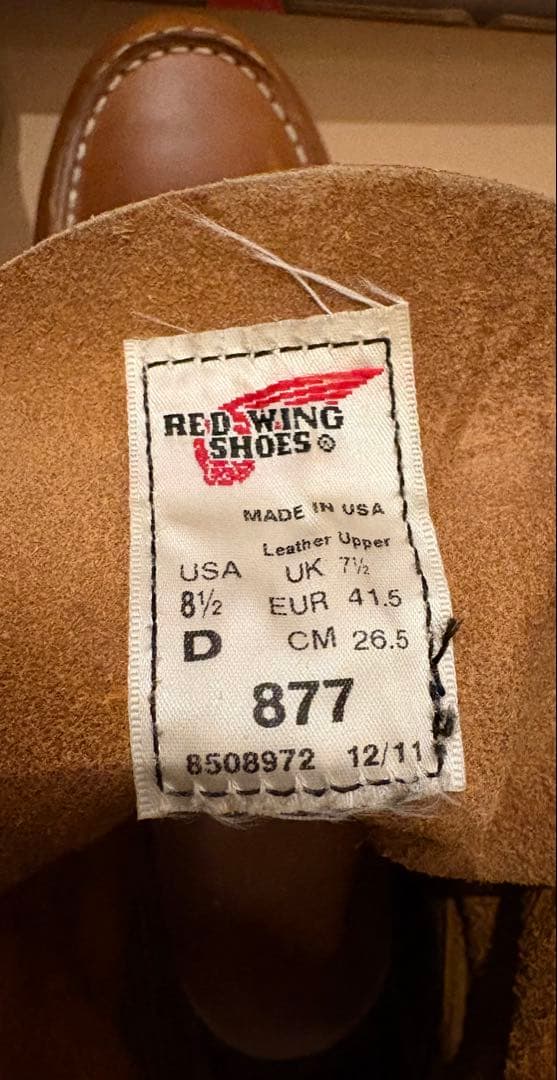 RED WING
SHOES®
MADE IN USA
Leather Upper
USA UK 7½
8½ EUR 41.5
D CM 26.5
877
8508972 12/11